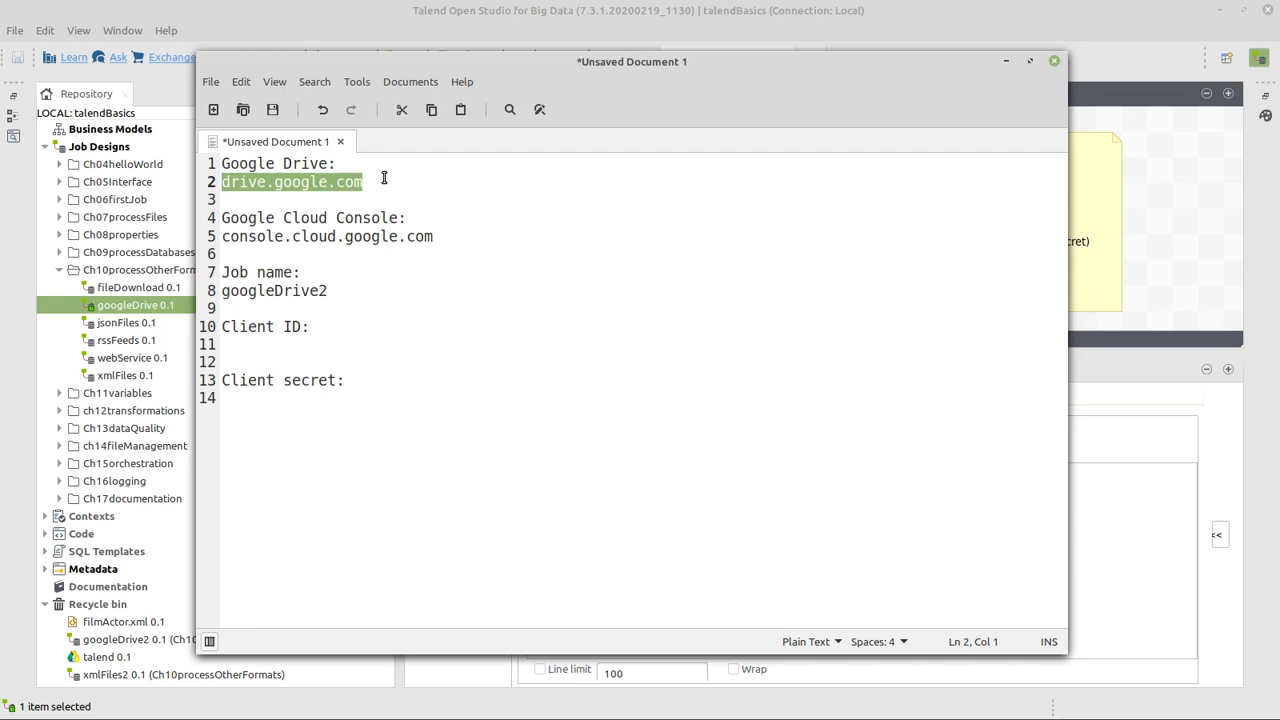 Talend Open Studio for Big Data (7.3.1.20200219_1130) | talendBasics (Connection: Local)
File Edit View Window Help
Learn Ask Exchange
Repository
LOCAL: talendBasics
Business Models
Job Designs
Ch04helloWorld
Ch05Interface
Ch06firstJob
Ch07processFiles
Ch08properties
Ch09processDatabases
Ch10processOtherForm
fileDownload 0.1
googleDrive 0.1
jsonFiles 0.1
rssFeeds 0.1
webService 0.1
xmlFiles 0.1
Ch11variables
ch12transformations
Ch13dataQuality
ch14fileManagement
Ch15orchestration
Ch16logging
Ch17documentation
Contexts
Code
SQL Templates
Metadata
Documentation
Recycle bin
filmActor.xml 0.1
googleDrive2 0.1 (Ch10
talend 0.1
xmlFiles2 0.1 (Ch10processOtherFormats)
1 item selected
*Unsaved Document 1
File Edit View Search Tools Documents Help
*Unsaved Document 1
1 Google Drive:
2 drive.google.com
3
4 Google Cloud Console:
5 console.cloud.google.com
6
7 Job name:
8 googleDrive2
9
10 Client ID:
11
12
13 Client secret:
14
Plain Text Spaces: 4 Ln 2, Col 1 INS
cret)
<<
Line limit 100 Wrap